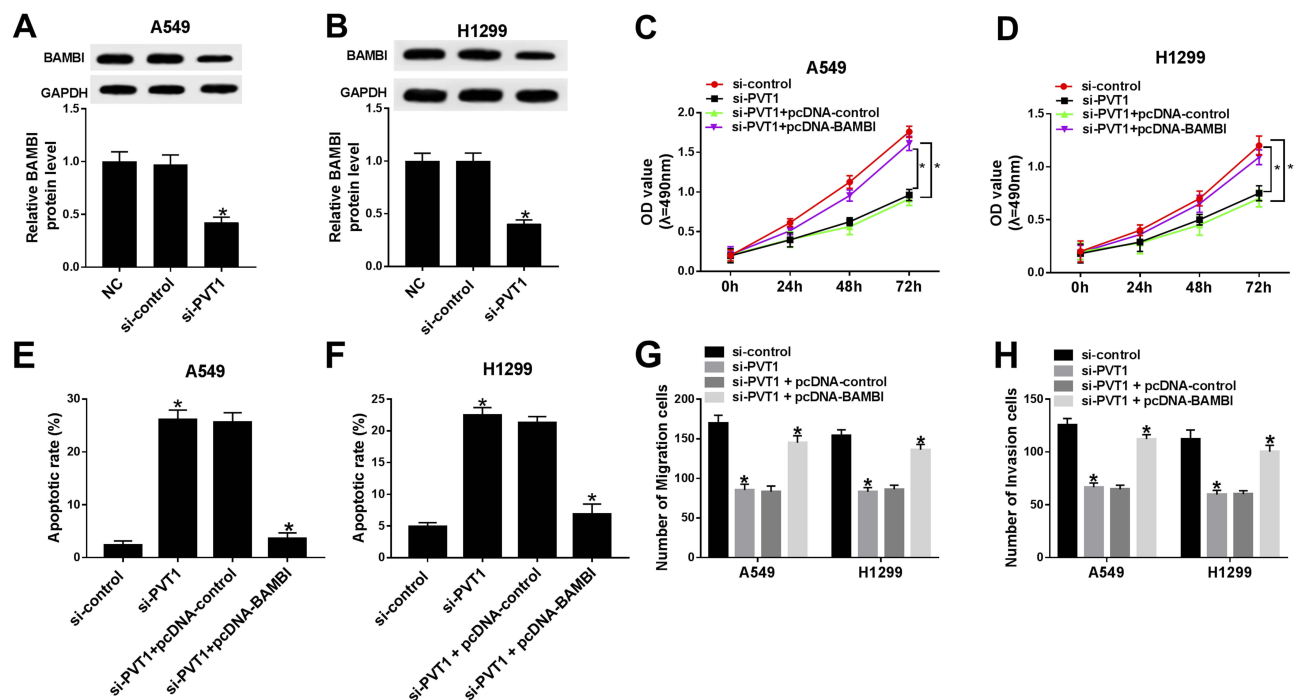 A
A549
BAMBI
GAPDH
Relative BAMBI
protein level
1.5
1.0
0.5
0.0
*
NC
si-control
si-PVT1
B
H1299
BAMBI
GAPDH
Relative BAMBI
protein level
1.5
1.0
0.5
0.0
*
NC
si-control
si-PVT1
C
A549
si-control
si-PVT1
si-PVT1+pcDNA-control
si-PVT1+pcDNA-BAMBI
OD value
(λ=490nm)
2.0
1.5
1.0
0.5
0.0
* *
0h 24h 48h 72h
D
H1299
si-control
si-PVT1
si-PVT1+pcDNA-control
si-PVT1+pcDNA-BAMBI
OD value
(λ=490nm)
1.5
1.0
0.5
0.0
* *
0h 24h 48h 72h
E
A549
Apoptotic rate (%)
30
20
10
0
*
*
si-control
si-PVT1
si-PVT1+pcDNA-control
si-PVT1+pcDNA-BAMBI
F
H1299
Apoptotic rate (%)
25
20
15
10
5
0
*
*
si-control
si-PVT1
si-PVT1 + pcDNA-control
si-PVT1 + pcDNA-BAMBI
G
si-control
si-PVT1
si-PVT1 + pcDNA-control
si-PVT1 + pcDNA-BAMBI
Number of Migration cells
200
150
100
50
0
* * * *
A549 H1299
H
si-control
si-PVT1
si-PVT1 + pcDNA-control
si-PVT1 + pcDNA-BAMBI
Number of Invasion cells
150
100
50
0
* * * *
A549 H1299